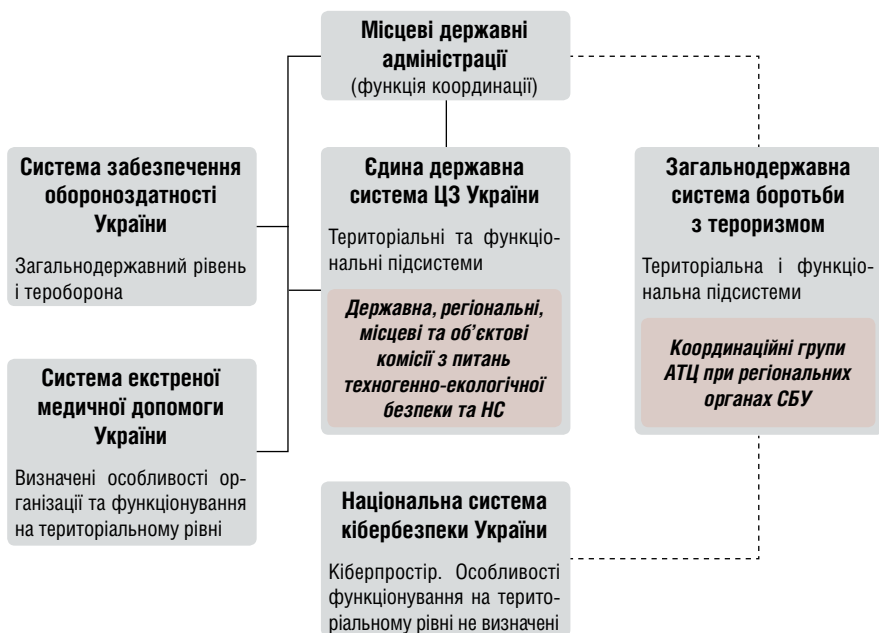 Місцеві державні
адміністрації
(функція координації)
Система забезпечення
обороноздатності
України
Загальнодержавний рівень
і тероборона
Єдина державна
система ЦЗ України
Територіальні та функціо-
нальні підсистеми
Державна, регіональні,
місцеві та об’єктові
комісії з питань
техногенно-екологічної
безпеки та НС
Загальнодержавна
система боротьби
з тероризмом
Територіальна і функціо-
нальна підсистеми
Координаційні групи
АТЦ при регіональних
органах СБУ
Система екстреної
медичної допомоги
України
Визначені особливості ор-
ганізації та функціонування
на територіальному рівні
Національна система
кібербезпеки України
Кіберпростір. Особливості
функціонування на терито-
ріальному рівні не визначені